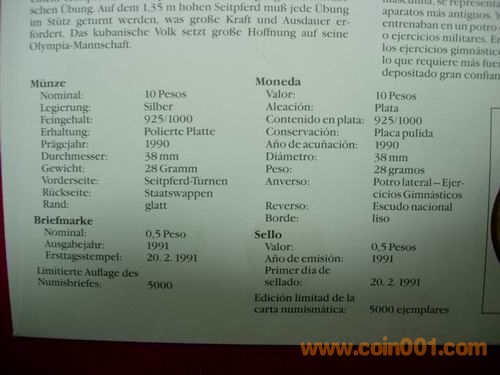 schen Übung. Auf dem 1,35 m hohen Seitpferd muß jede Übung
im Stütz geturnt werden, was große Kraft und Ausdauer er-
fordert. Das kubanische Volk setzt große Hoffnung auf seine
Olympia-Mannschaft.
aparatos más antiguos. Y
entrenaban en un potro
o ejercicios militares. En
los ejercicios gimnástic
lo que requiere más fuer
depositado gran confian
Münze
Nominal: 10 Pesos
Legierung: Silber
Feingehalt: 925/1000
Erhaltung: Polierte Platte
Prägejahr: 1990
Durchmesser: 38 mm
Gewicht: 28 Gramm
Vorderseite: Seitpferd-Turnen
Rückseite: Staatswappen
Rand: glatt
Briefmarke
Nominal: 0,5 Peso
Ausgabejahr: 1991
Ersttagsstempel: 20. 2. 1991
Limitierte Auflage des
Numisbriefes: 5000
Moneda
Valor: 10 Pesos
Aleación: Plata
Contenido en plata: 925/1000
Conservación: Placa pulida
Año de acuñación: 1990
Diámetro: 38 mm
Peso: 28 gramos
Anverso: Potro lateral – Ejer-
cicios Gimnásticos
Reverso: Escudo nacional
Borde: liso
Sello
Valor: 0,5 Pesos
Año de emisión: 1991
Primer día de
sellado: 20. 2. 1991
Edición limitad de la
carta numismática: 5000 ejemplares
www.coin001.com